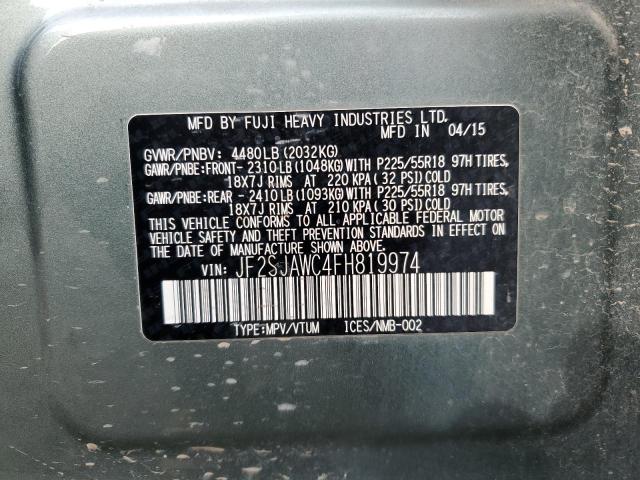 MFD BY FUJI HEAVY INDUSTRIES LTD.
MFD IN 04/15
GVWR/PNBV: 4480LB (2032KG)
GAWR/PNBE:FRONT- 2310LB (1048KG) WITH P225/55R18 97H TIRES,
18X7J RIMS AT 220 KPA (32 PSI) COLD
GAWR/PNBE:REAR - 2410LB (1093KG) WITH P225/55R18 97H TIRES,
18X7J RIMS AT 210 KPA (30 PSI) COLD
THIS VEHICLE CONFORMS TO ALL APPLICABLE FEDERAL MOTOR
VEHICLE SAFETY AND THEFT PREVENTION STANDARDS IN EFFECT
ON THE DATE OF MANUFACTURE SHOWN ABOVE.
VIN: JF2SJAWC4FH819974
TYPE:MPV/VTUM ICES/NMB-002